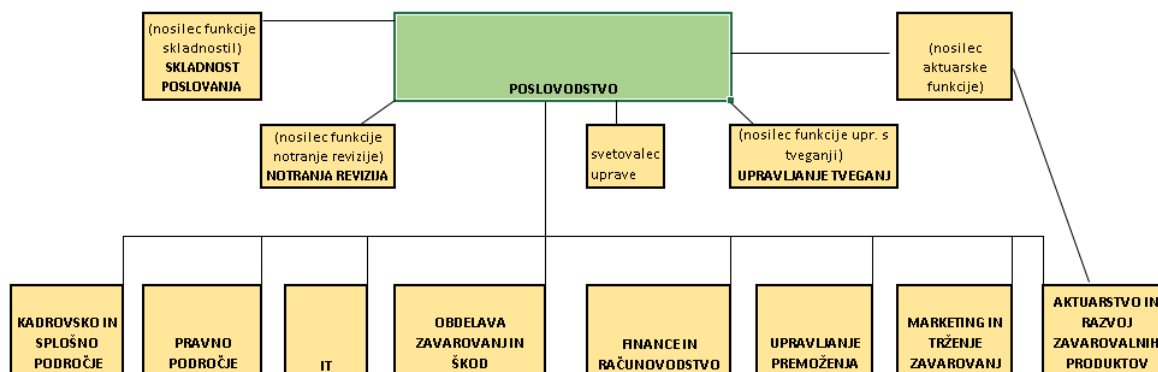 (nosilec funkcije
skladnostil)
SKLADNOST
POSLOVANJA
POSLOVODSTVO
(nosilec
aktuarske
funkcije)
(nosilec funkcije
notranje revizije)
NOTRANJA REVIZIJA
svetovalec
uprave
(nosilec funkcije upr. s
tveganji)
UPRAVLJANJE TVEGANJ
KADROVSKO IN
SPLOŠNO
PODROČJE
PRAVNO
PODROČJE
IT
OBDELAVA
ZAVAROVANJ IN
ŠKOD
FINANCE IN
RAČUNOVODSTVO
UPRAVLJANJE
PREMOŽENJA
MARKETING IN
TRŽENJE
ZAVAROVANJ
AKTUARSTVO IN
RAZVOJ
ZAVAROVALNIH
PRODUKTOV